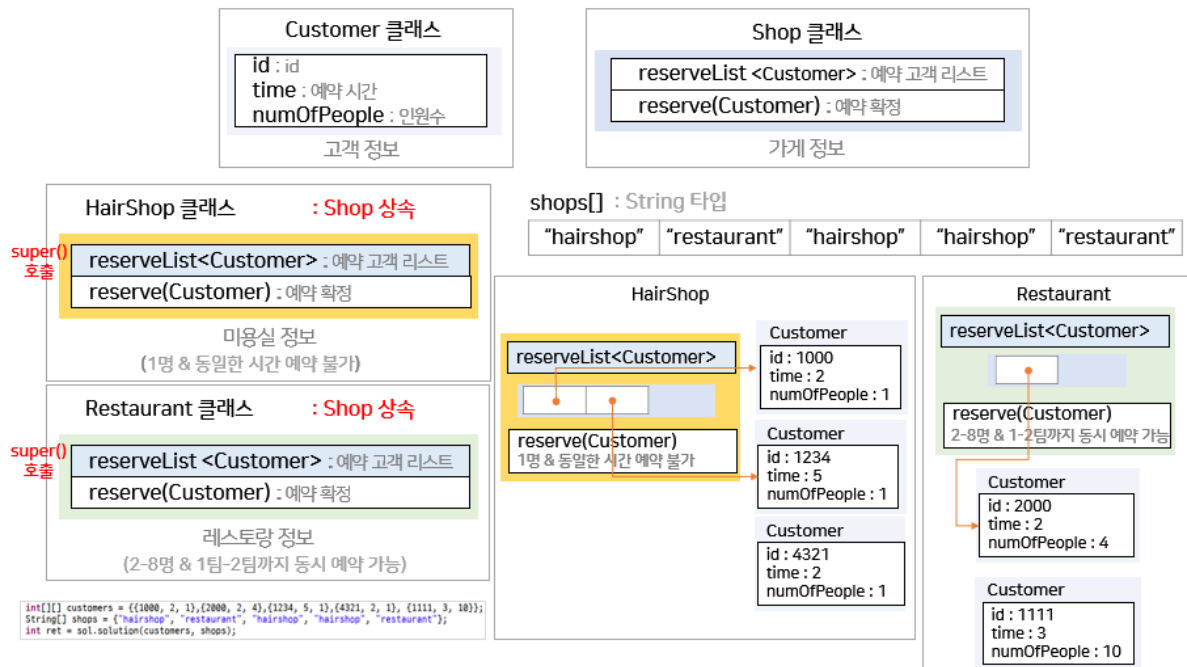 Customer 클래스
id : id
time : 예약 시간
numOfPeople : 인원수
고객 정보
Shop 클래스
reserveList <Customer> : 예약 고객 리스트
reserve(Customer) : 예약 확정
가게 정보
HairShop 클래스 : Shop 상속
super()
호출
reserveList<Customer> : 예약 고객 리스트
reserve(Customer) : 예약 확정
미용실 정보
(1명 & 동일한 시간 예약 불가)
Restaurant 클래스 : Shop 상속
super()
호출
reserveList <Customer> : 예약 고객 리스트
reserve(Customer) : 예약 확정
레스토랑 정보
(2-8명 & 1팀-2팀까지 동시 예약 가능)
int[][] customers = {{1000, 2, 1},{2000, 2, 4},{1234, 5, 1},{4321, 2, 1}, {1111, 3, 10}};
String[] shops = {"hairshop", "restaurant", "hairshop", "hairshop", "restaurant"};
int ret = sol.solution(customers, shops);
shops[] : String 타입
“hairshop” “restaurant” “hairshop” “hairshop” “restaurant”
HairShop
reserveList<Customer>
reserve(Customer)
1명 & 동일한 시간 예약 불가
Customer
id : 1000
time : 2
numOfPeople : 1
Customer
id : 1234
time : 5
numOfPeople : 1
Customer
id : 4321
time : 2
numOfPeople : 1
Restaurant
reserveList<Customer>
reserve(Customer)
2-8명 & 1-2팀까지 동시 예약 가능
Customer
id : 2000
time : 2
numOfPeople : 4
Customer
id : 1111
time : 3
numOfPeople : 10